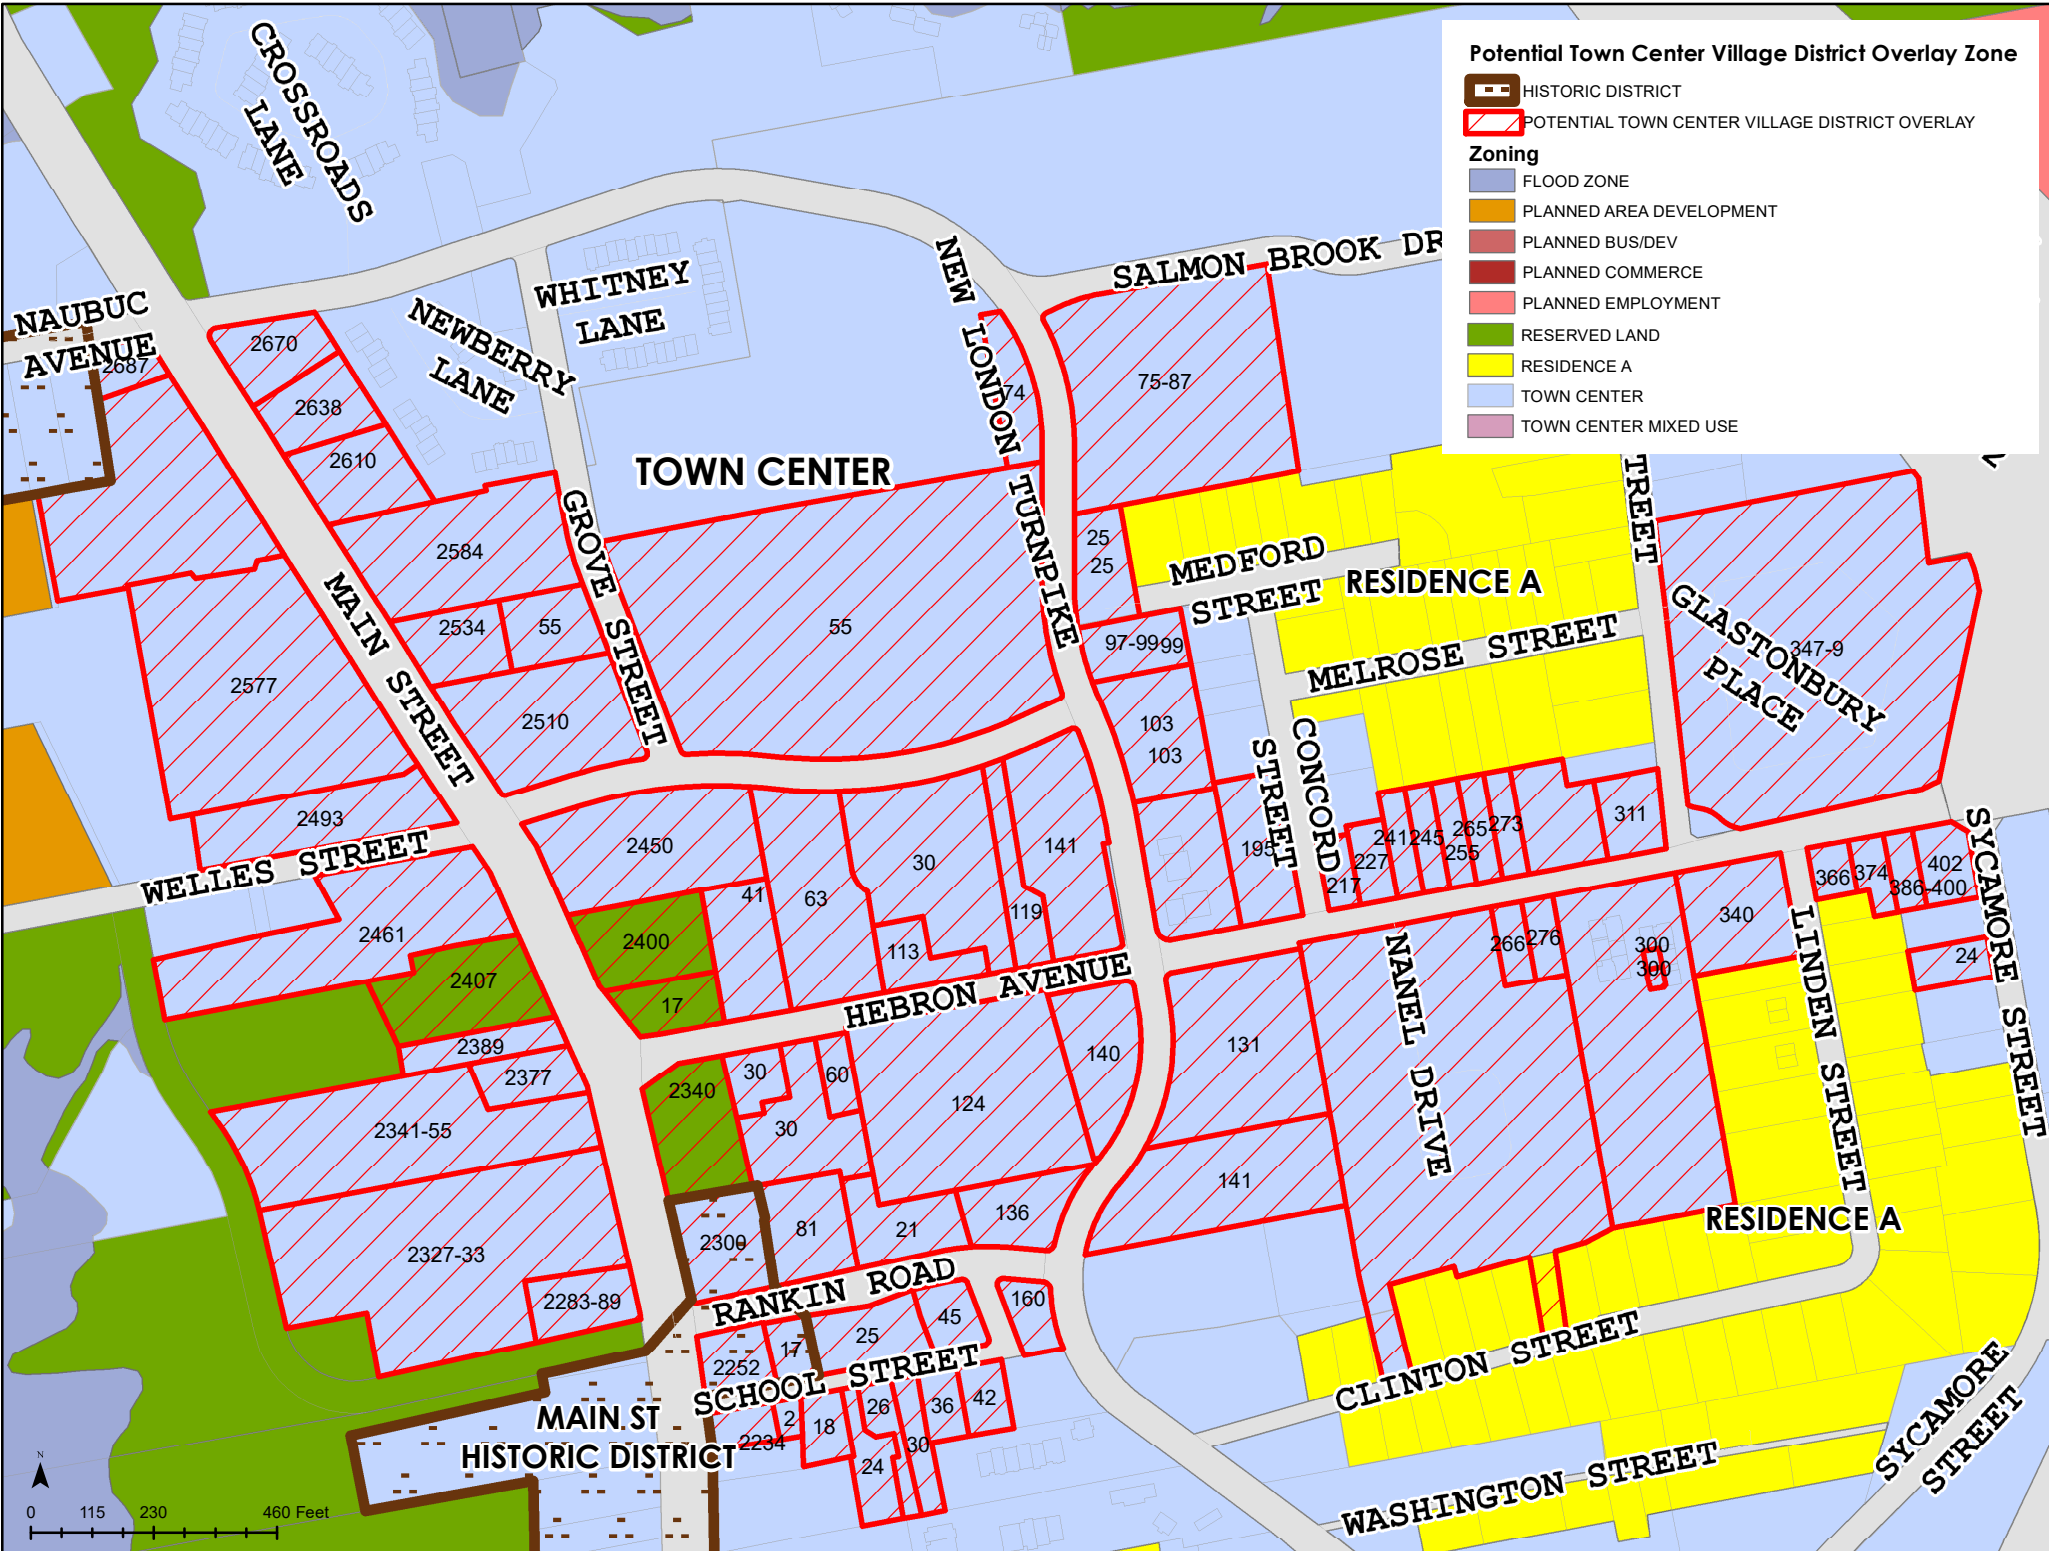 Potential Town Center Village District Overlay Zone
HISTORIC DISTRICT
POTENTIAL TOWN CENTER VILLAGE DISTRICT OVERLAY
Zoning
FLOOD ZONE
PLANNED AREA DEVELOPMENT
PLANNED BUS/DEV
PLANNED COMMERCE
PLANNED EMPLOYMENT
RESERVED LAND
RESIDENCE A
TOWN CENTER
TOWN CENTER MIXED USE
CROSSROADS
LANE
NAUBUC
AVENUE
NEWBERRY
LANE
WHITNEY
LANE
NEW LONDON TURNPIKE
SALMON BROOK DR
2687
2670
2638
2610
74
75-87
TOWN CENTER
GROVE STREET
MAIN STREET
2584
2534
55
55
2510
2577
2493
25
25
MEDFORD
STREET
RESIDENCE A
MELROSE STREET
TREET
GLASTONBURY
PLACE
347-9
97-99
99
103
103
CONCORD
STREET
195
217
227
241
245
255
265
273
311
WELLES STREET
2450
41
63
30
141
119
113
2461
2407
2400
17
HEBRON AVENUE
366
374
386-400
402
24
SYCAMORE STREET
LINDEN STREET
340
300
300
266
276
NANEL DRIVE
131
141
2389
2377
2341-55
2327-33
2283-89
2340
30
30
60
124
140
136
21
81
2300
RANKIN ROAD
RESIDENCE A
160
45
25
17
2252
SCHOOL STREET
2
2234
18
26
24
30
36
42
MAIN ST
HISTORIC DISTRICT
CLINTON STREET
WASHINGTON STREET
SYCAMORE
STREET
N
0 115 230 460 Feet